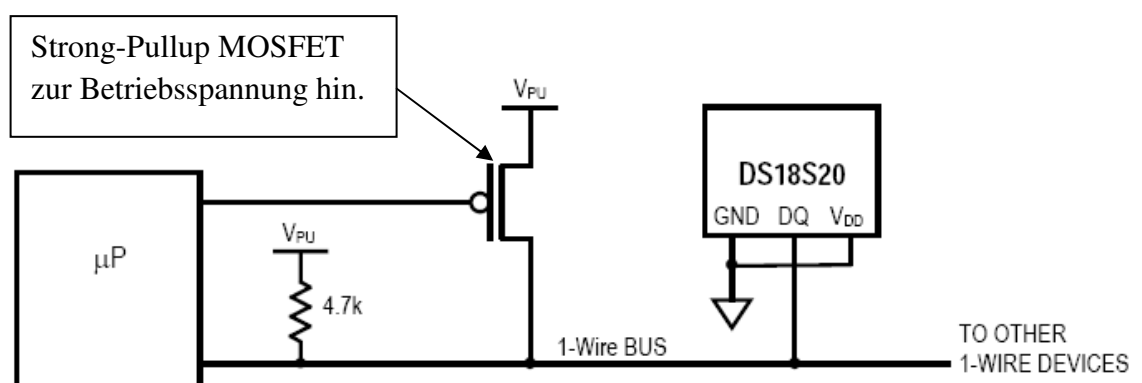 Strong-Pullup MOSFET
zur Betriebsspannung hin.
VPU
DS18S20
GND DQ VDD
μP
VPU
4.7k
1-Wire BUS
TO OTHER
1-WIRE DEVICES